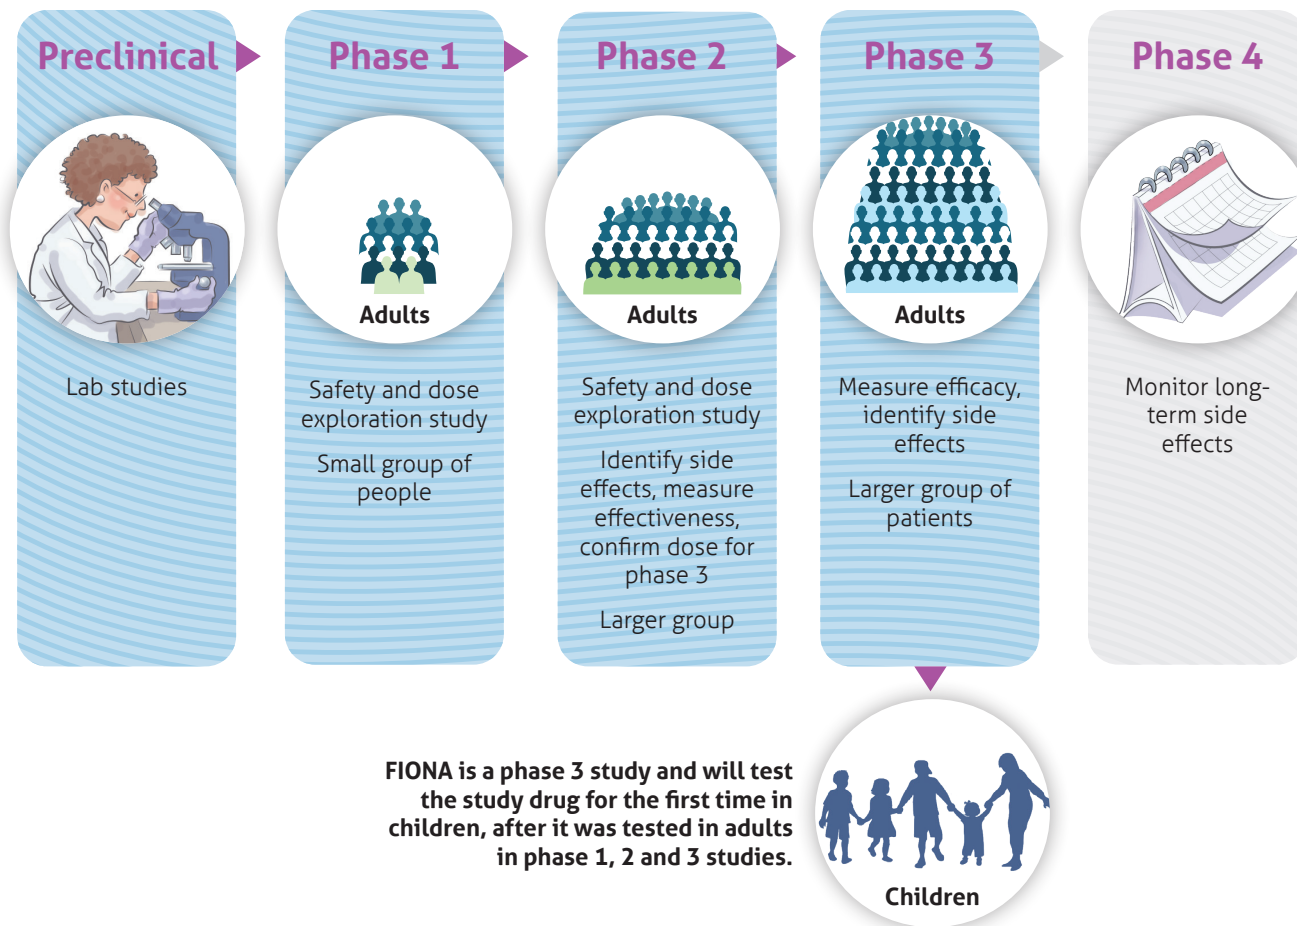 Preclinical
Lab studies
Phase 1
Adults
Safety and dose
exploration study
Small group of
people
Phase 2
Adults
Safety and dose
exploration study
Identify side
effects, measure
effectiveness,
confirm dose for
phase 3
Larger group
Phase 3
Adults
Measure efficacy,
identify side
effects
Larger group of
patients
Phase 4
Monitor long-
term side
effects
FIONA is a phase 3 study and will test
the study drug for the first time in
children, after it was tested in adults
in phase 1, 2 and 3 studies.
Children